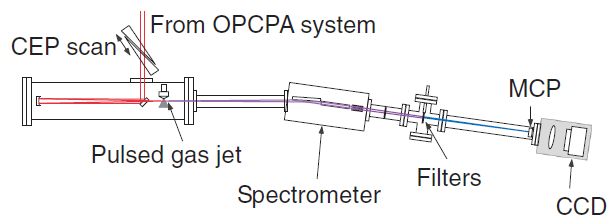 From OPCPA system
CEP scan
MCP
Pulsed gas jet
Filters
Spectrometer
CCD